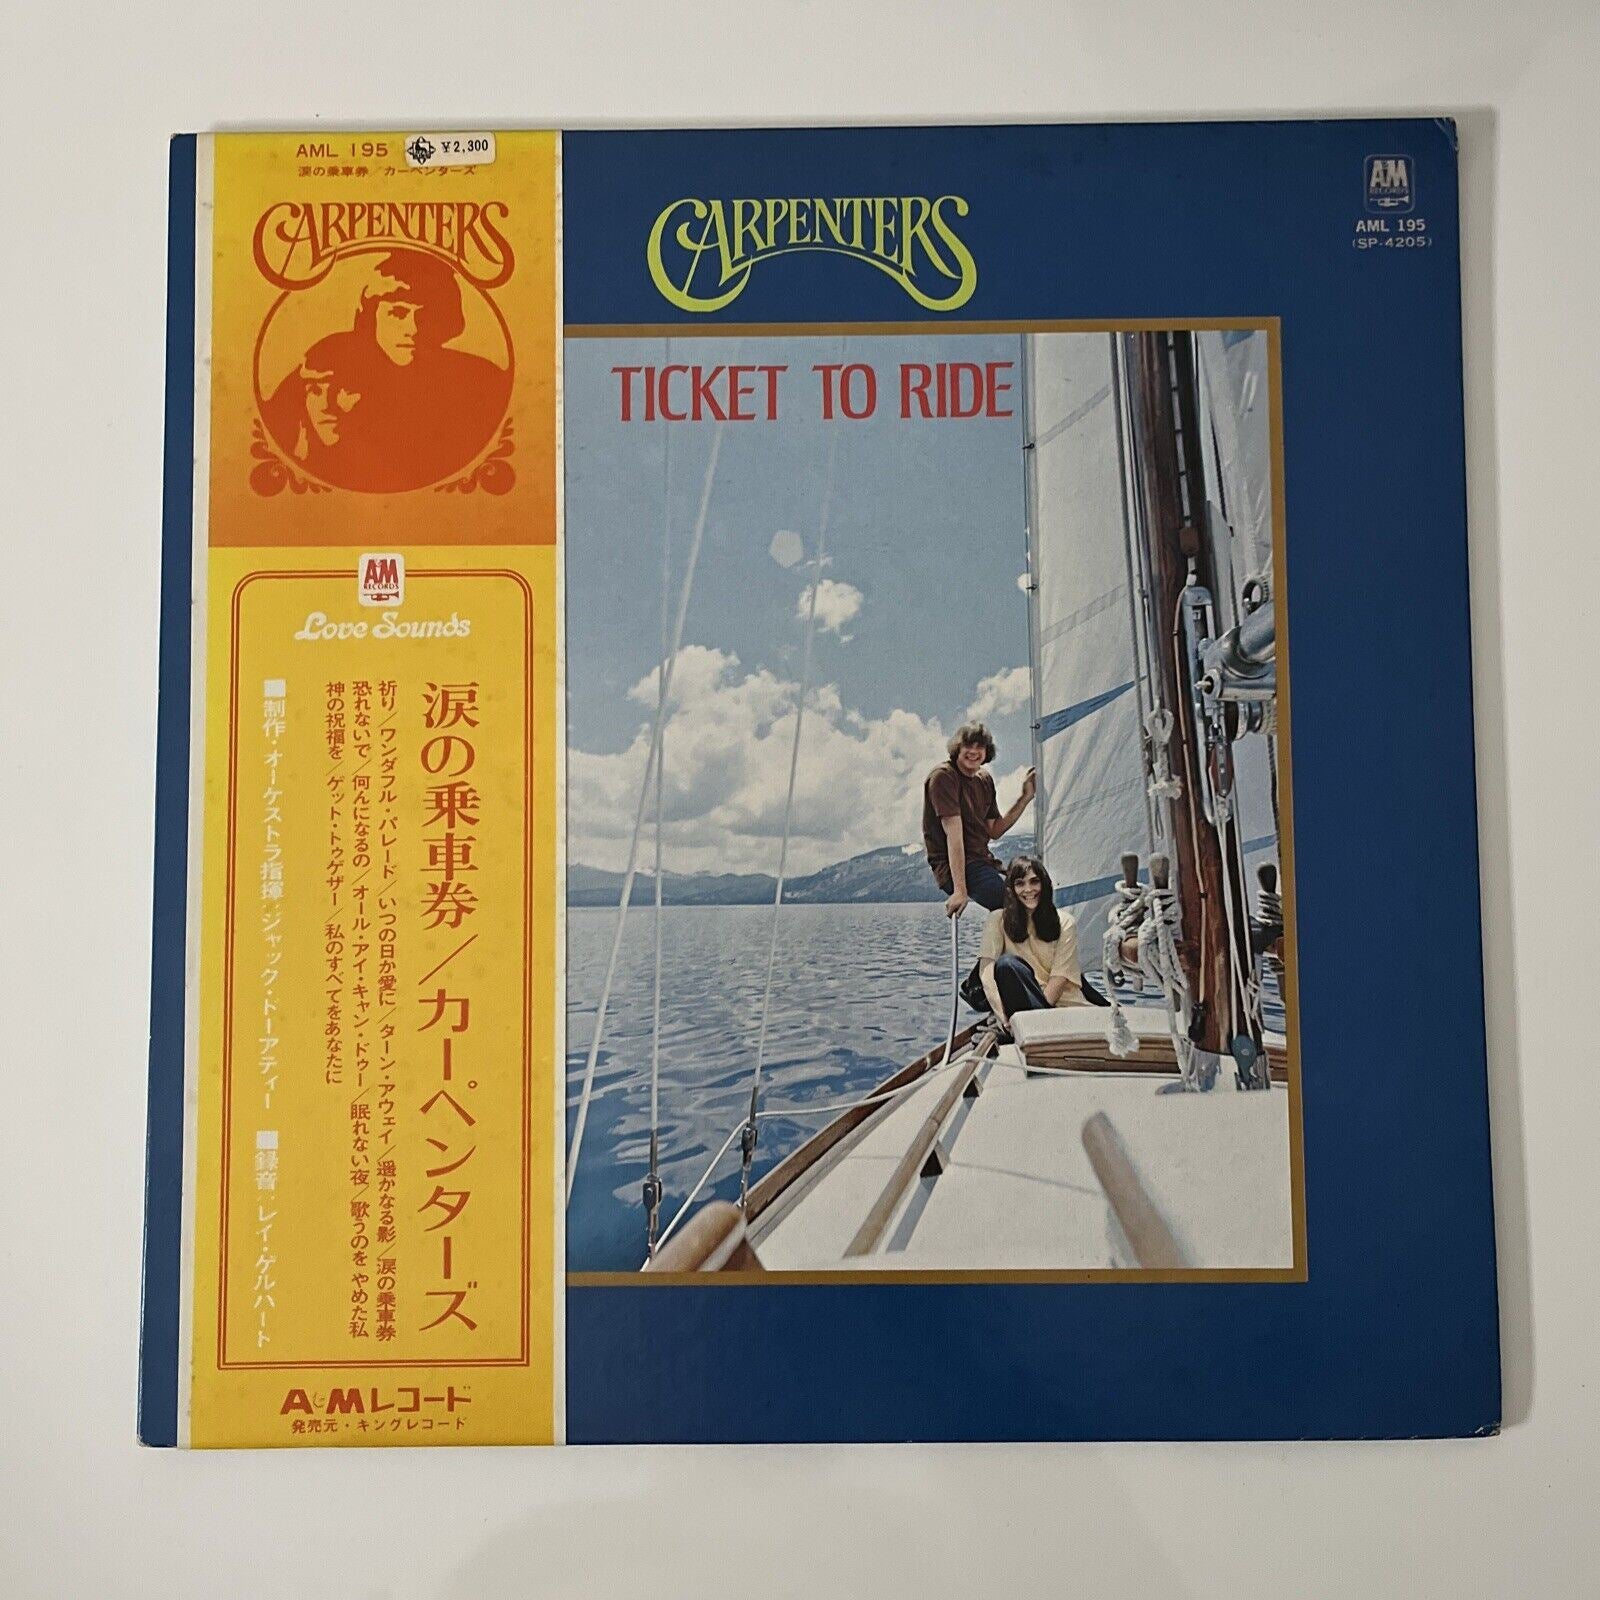 AML 195
¥2,300
涙の乗車券/カーペンターズ
CARPENTERS
A&M
RECORDS
Love Sounds
涙の乗車券/カーペンターズ
祈り/ワンダフル・パレード/いつの日か愛に/ターン・アウェイ/遥かなる影/涙の乗車券
恐れないで/何んになるの/オール・アイ・キャン・ドゥー/眠れない夜/歌うのをやめた私
神の祝福を/ゲット・トゥゲザー/私のすべてをあなたに
■制作・オーケストラ指揮:ジャック・ドーアティー ■録音:レイ・ゲルハート
A&Mレコード
発売元・キングレコード
CARPENTERS
TICKET TO RIDE
A&M
RECORDS
AML 195
(SP-4205)